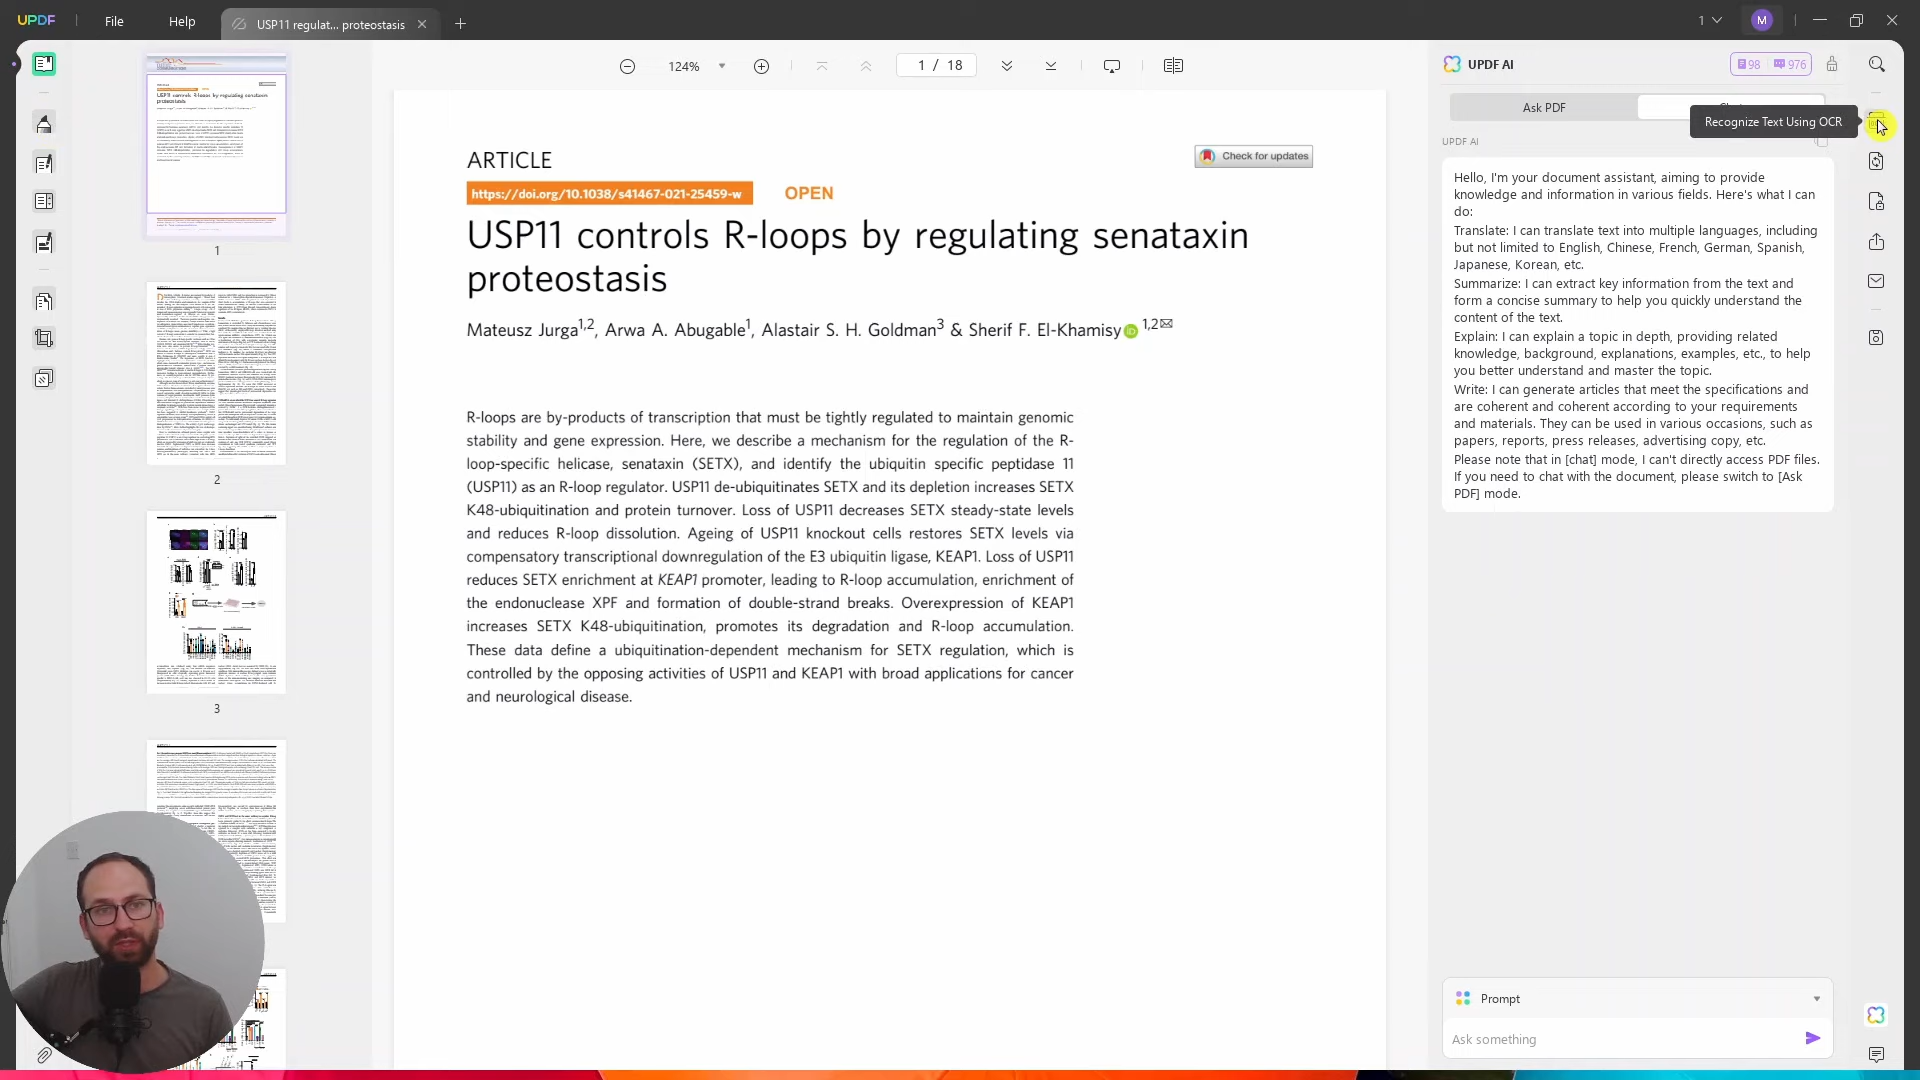 UPDF
File
Help
USP11 regulat... proteostasis
1
M
124%
1 / 18
UPDF AI
98
976
Ask PDF
Recognize Text Using OCR
UPDF AI
Hello, I'm your document assistant, aiming to provide
knowledge and information in various fields. Here's what I can
do:
Translate: I can translate text into multiple languages, including
but not limited to English, Chinese, French, German, Spanish,
Japanese, Korean, etc.
Summarize: I can extract key information from the text and
form a concise summary to help you quickly understand the
content of the text.
Explain: I can explain a topic in depth, providing related
knowledge, background, explanations, examples, etc., to help
you better understand and master the topic.
Write: I can generate articles that meet the specifications and
are coherent and coherent according to your requirements
and materials. They can be used in various occasions, such as
papers, reports, press releases, advertising copy, etc.
Please note that in [chat] mode, I can't directly access PDF files.
If you need to chat with the document, please switch to [Ask
PDF] mode.
Prompt
Ask something
1
2
3
ARTICLE
Check for updates
https://doi.org/10.1038/s41467-021-25459-w
OPEN
USP11 controls R-loops by regulating senataxin
proteostasis
Mateusz Jurga1,2, Arwa A. Abugable1, Alastair S. H. Goldman3 & Sherif F. El-Khamisy iD 1,2✉
R-loops are by-products of transcription that must be tightly regulated to maintain genomic
stability and gene expression. Here, we describe a mechanism for the regulation of the R-
loop-specific helicase, senataxin (SETX), and identify the ubiquitin specific peptidase 11
(USP11) as an R-loop regulator. USP11 de-ubiquitinates SETX and its depletion increases SETX
K48-ubiquitination and protein turnover. Loss of USP11 decreases SETX steady-state levels
and reduces R-loop dissolution. Ageing of USP11 knockout cells restores SETX levels via
compensatory transcriptional downregulation of the E3 ubiquitin ligase, KEAP1. Loss of USP11
reduces SETX enrichment at KEAP1 promoter, leading to R-loop accumulation, enrichment of
the endonuclease XPF and formation of double-strand breaks. Overexpression of KEAP1
increases SETX K48-ubiquitination, promotes its degradation and R-loop accumulation.
These data define a ubiquitination-dependent mechanism for SETX regulation, which is
controlled by the opposing activities of USP11 and KEAP1 with broad applications for cancer
and neurological disease.